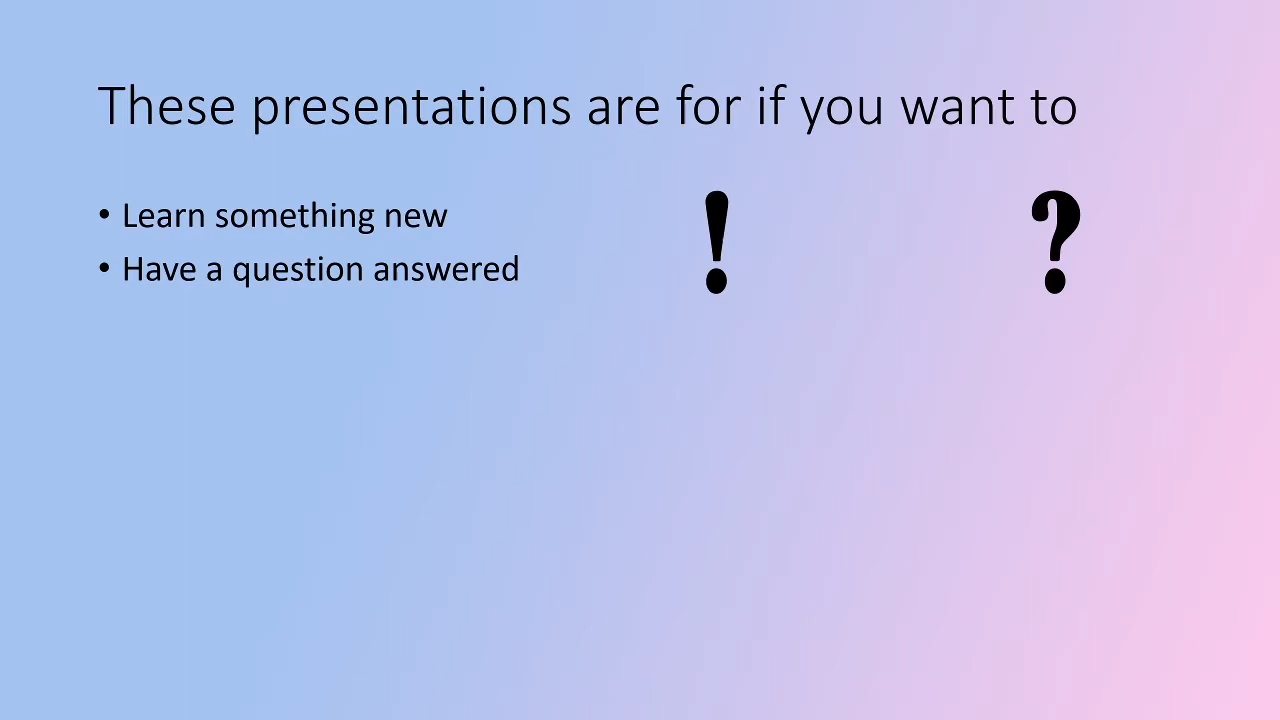 These presentations are for if you want to
• Learn something new
• Have a question answered
! ?